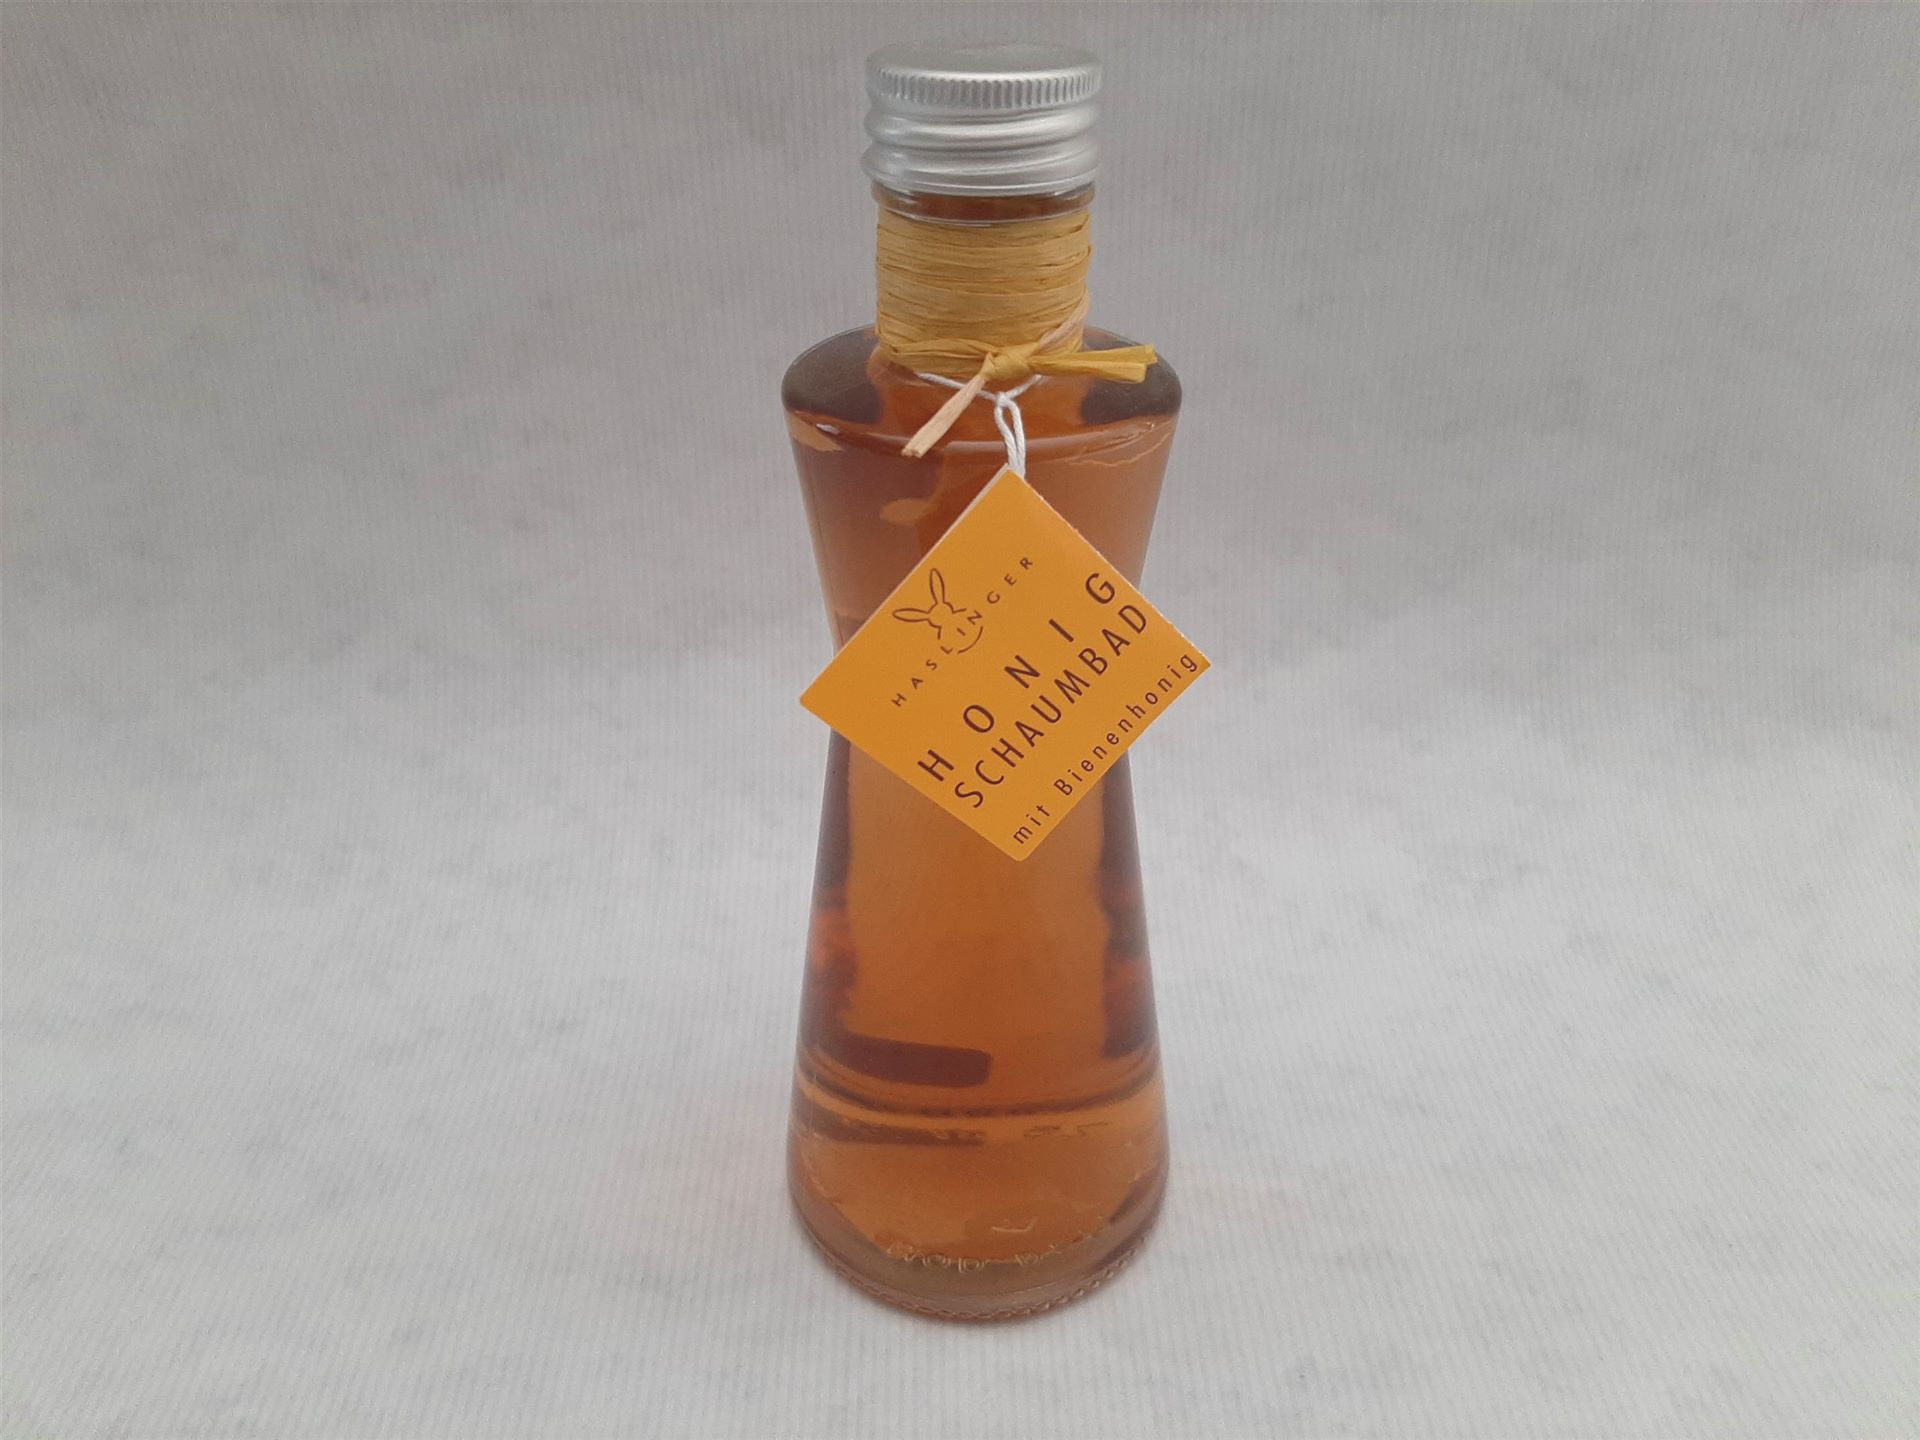 HASLINGER
HONIG
SCHAUMBAD
mit Bienenhonig